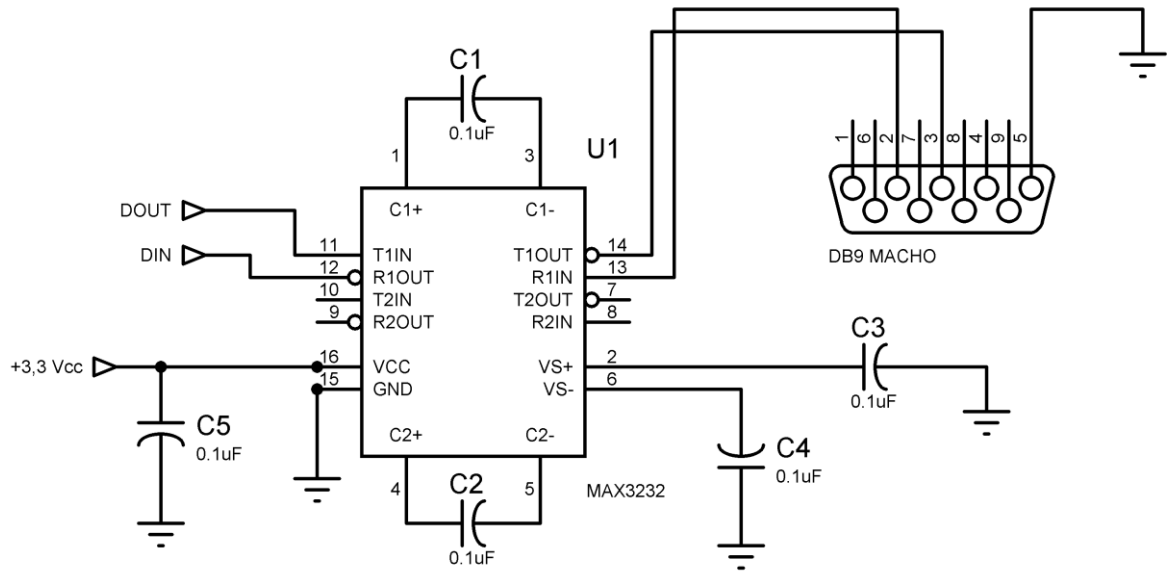 C1
0.1uF
1
3
U1
C1+
C1-
DOUT
DIN
11
T1IN
T1OUT
14
12
R1OUT
R1IN
13
10
T2IN
T2OUT
7
9
R2OUT
R2IN
8
+3,3 Vcc
16
VCC
VS+
2
15
GND
VS-
6
C2+
C2-
4
5
C2
0.1uF
MAX3232
C5
0.1uF
C3
0.1uF
C4
0.1uF
1
6
2
7
3
8
4
9
5
DB9 MACHO